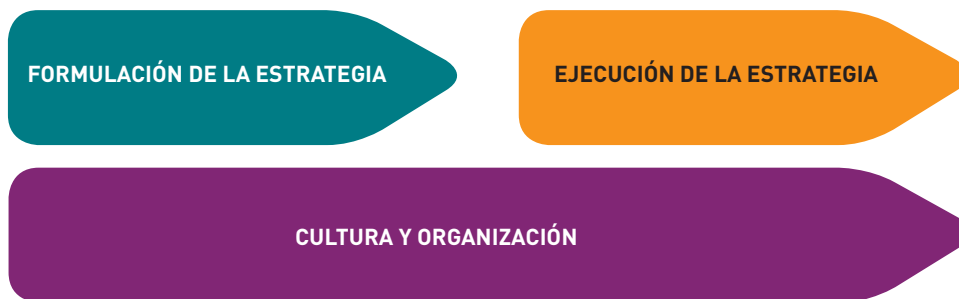 FORMULACIÓN DE LA ESTRATEGIA
EJECUCIÓN DE LA ESTRATEGIA
CULTURA Y ORGANIZACIÓN